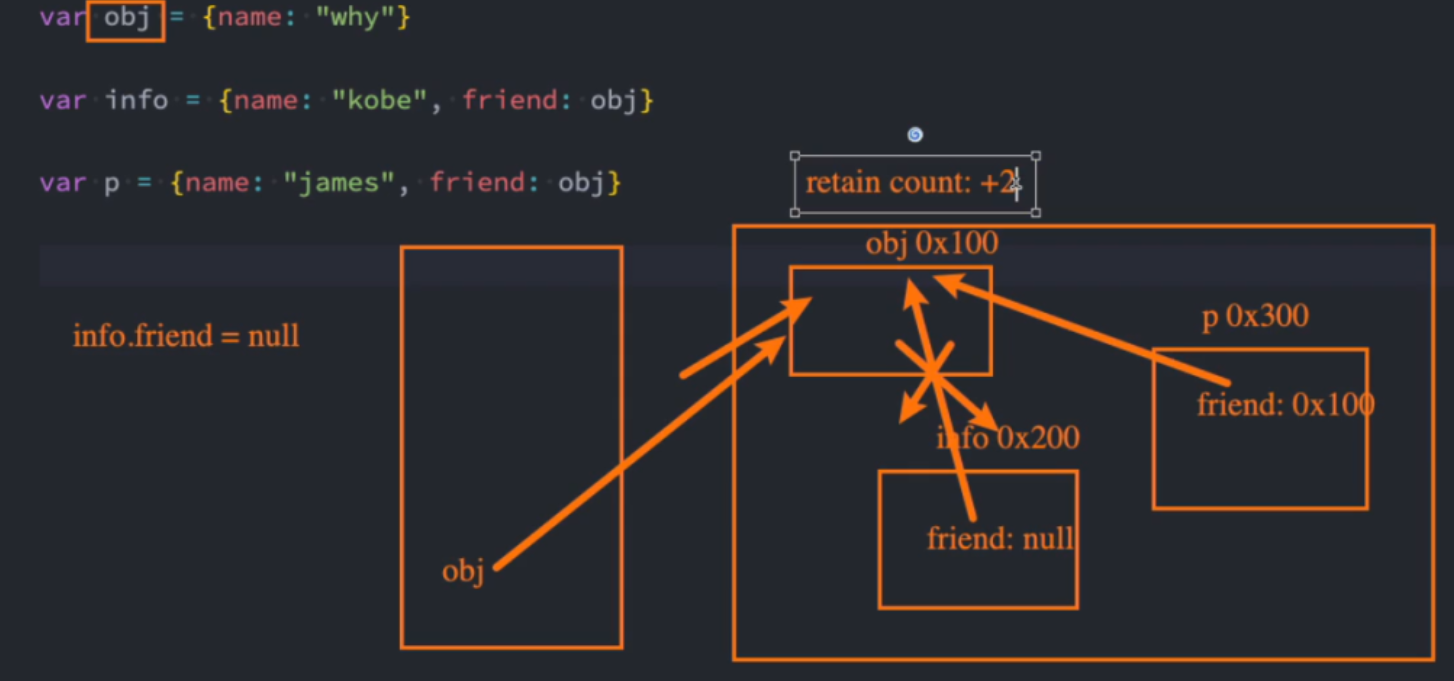 var obj = {name: "why"}
var info = {name: "kobe", friend: obj}
var p = {name: "james", friend: obj}
retain count: +2
obj 0x100
p 0x300
info.friend = null
friend: 0x100
info 0x200
friend: null
obj